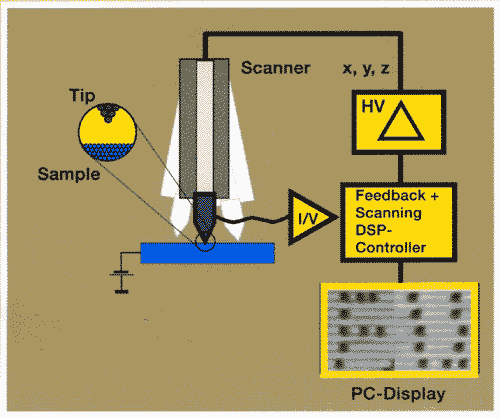 Scanner
x, y, z
HV
Tip
Sample
I/V
Feedback +
Scanning
DSP-
Controller
PC-Display